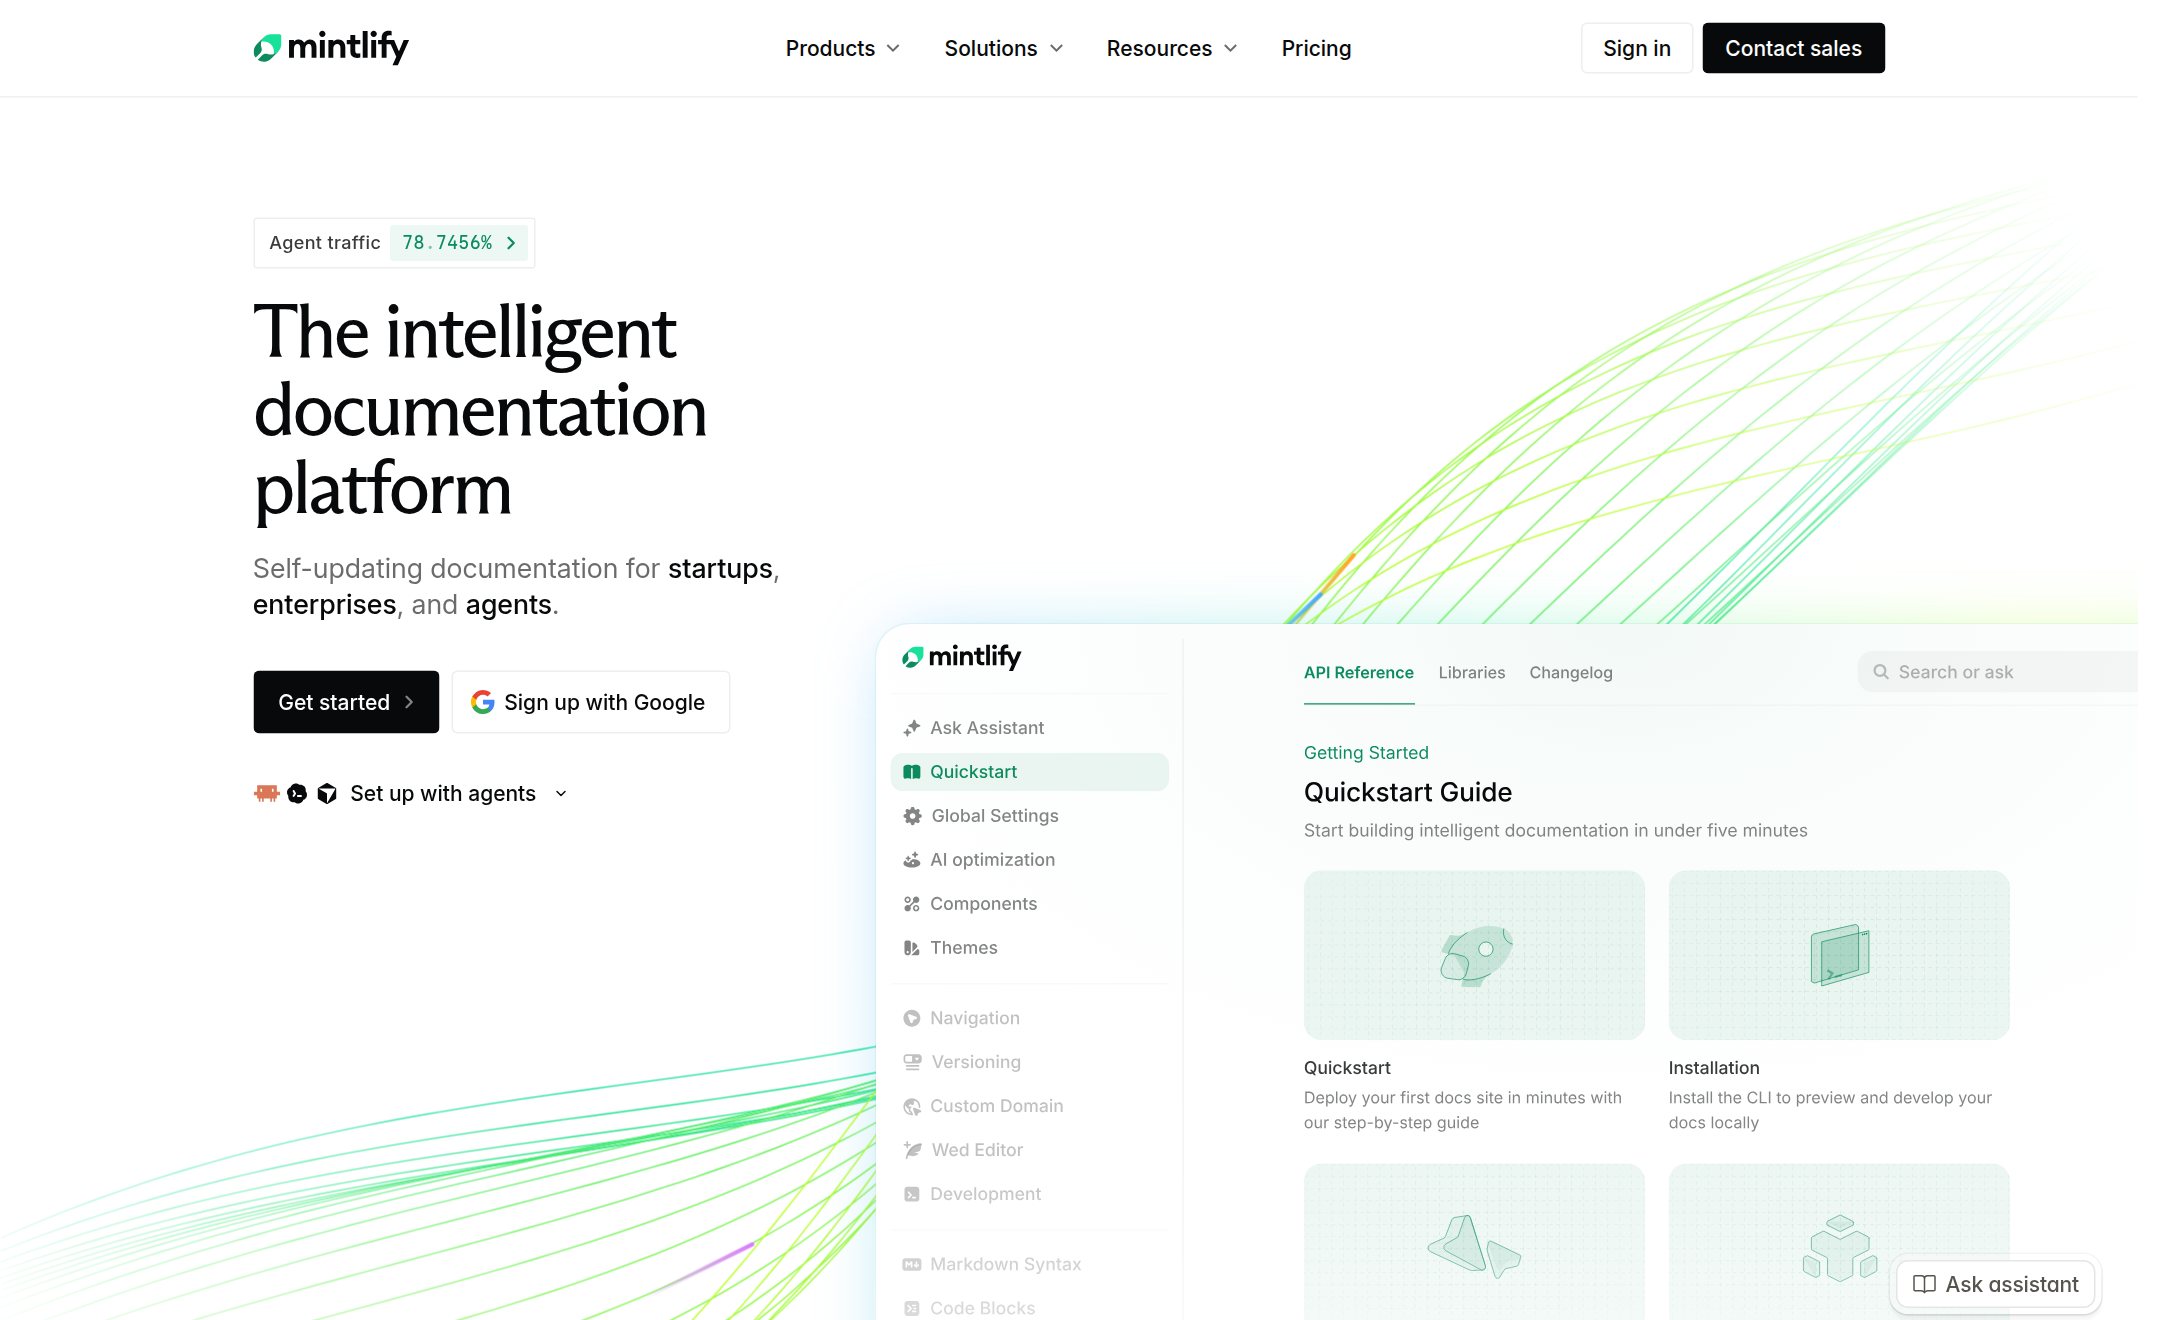 mintlify
Products
Solutions
Resources
Pricing
Sign in
Contact sales
Agent traffic 78.7456%
The intelligent
documentation
platform
Self-updating documentation for startups,
enterprises, and agents.
Get started
Sign up with Google
Set up with agents
mintlify
Ask Assistant
Quickstart
Global Settings
AI optimization
Components
Themes
Navigation
Versioning
Custom Domain
Wed Editor
Development
Markdown Syntax
Code Blocks
API Reference
Libraries
Changelog
Search or ask
Getting Started
Quickstart Guide
Start building intelligent documentation in under five minutes
Quickstart
Deploy your first docs site in minutes with
our step-by-step guide
Installation
Install the CLI to preview and develop your
docs locally
Ask assistant